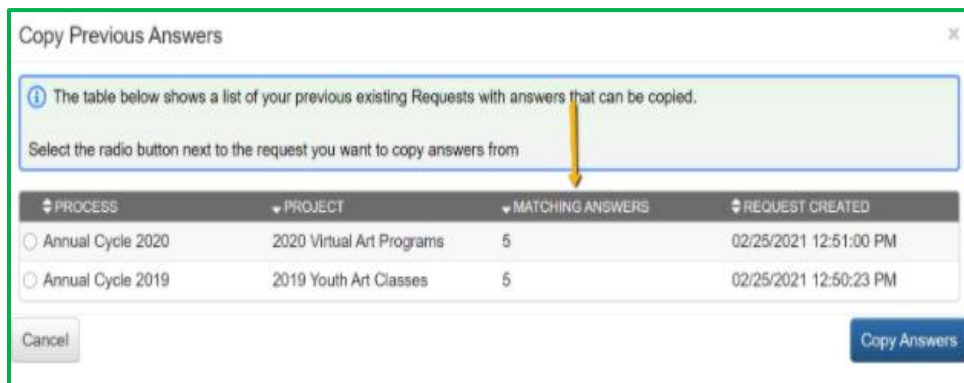 Copy Previous Answers x
The table below shows a list of your previous existing Requests with answers that can be copied.
Select the radio button next to the request you want to copy answers from
PROCESS PROJECT MATCHING ANSWERS REQUEST CREATED
Annual Cycle 2020 2020 Virtual Art Programs 5 02/25/2021 12:51:00 PM
Annual Cycle 2019 2019 Youth Art Classes 5 02/25/2021 12:50:23 PM
Cancel Copy Answers